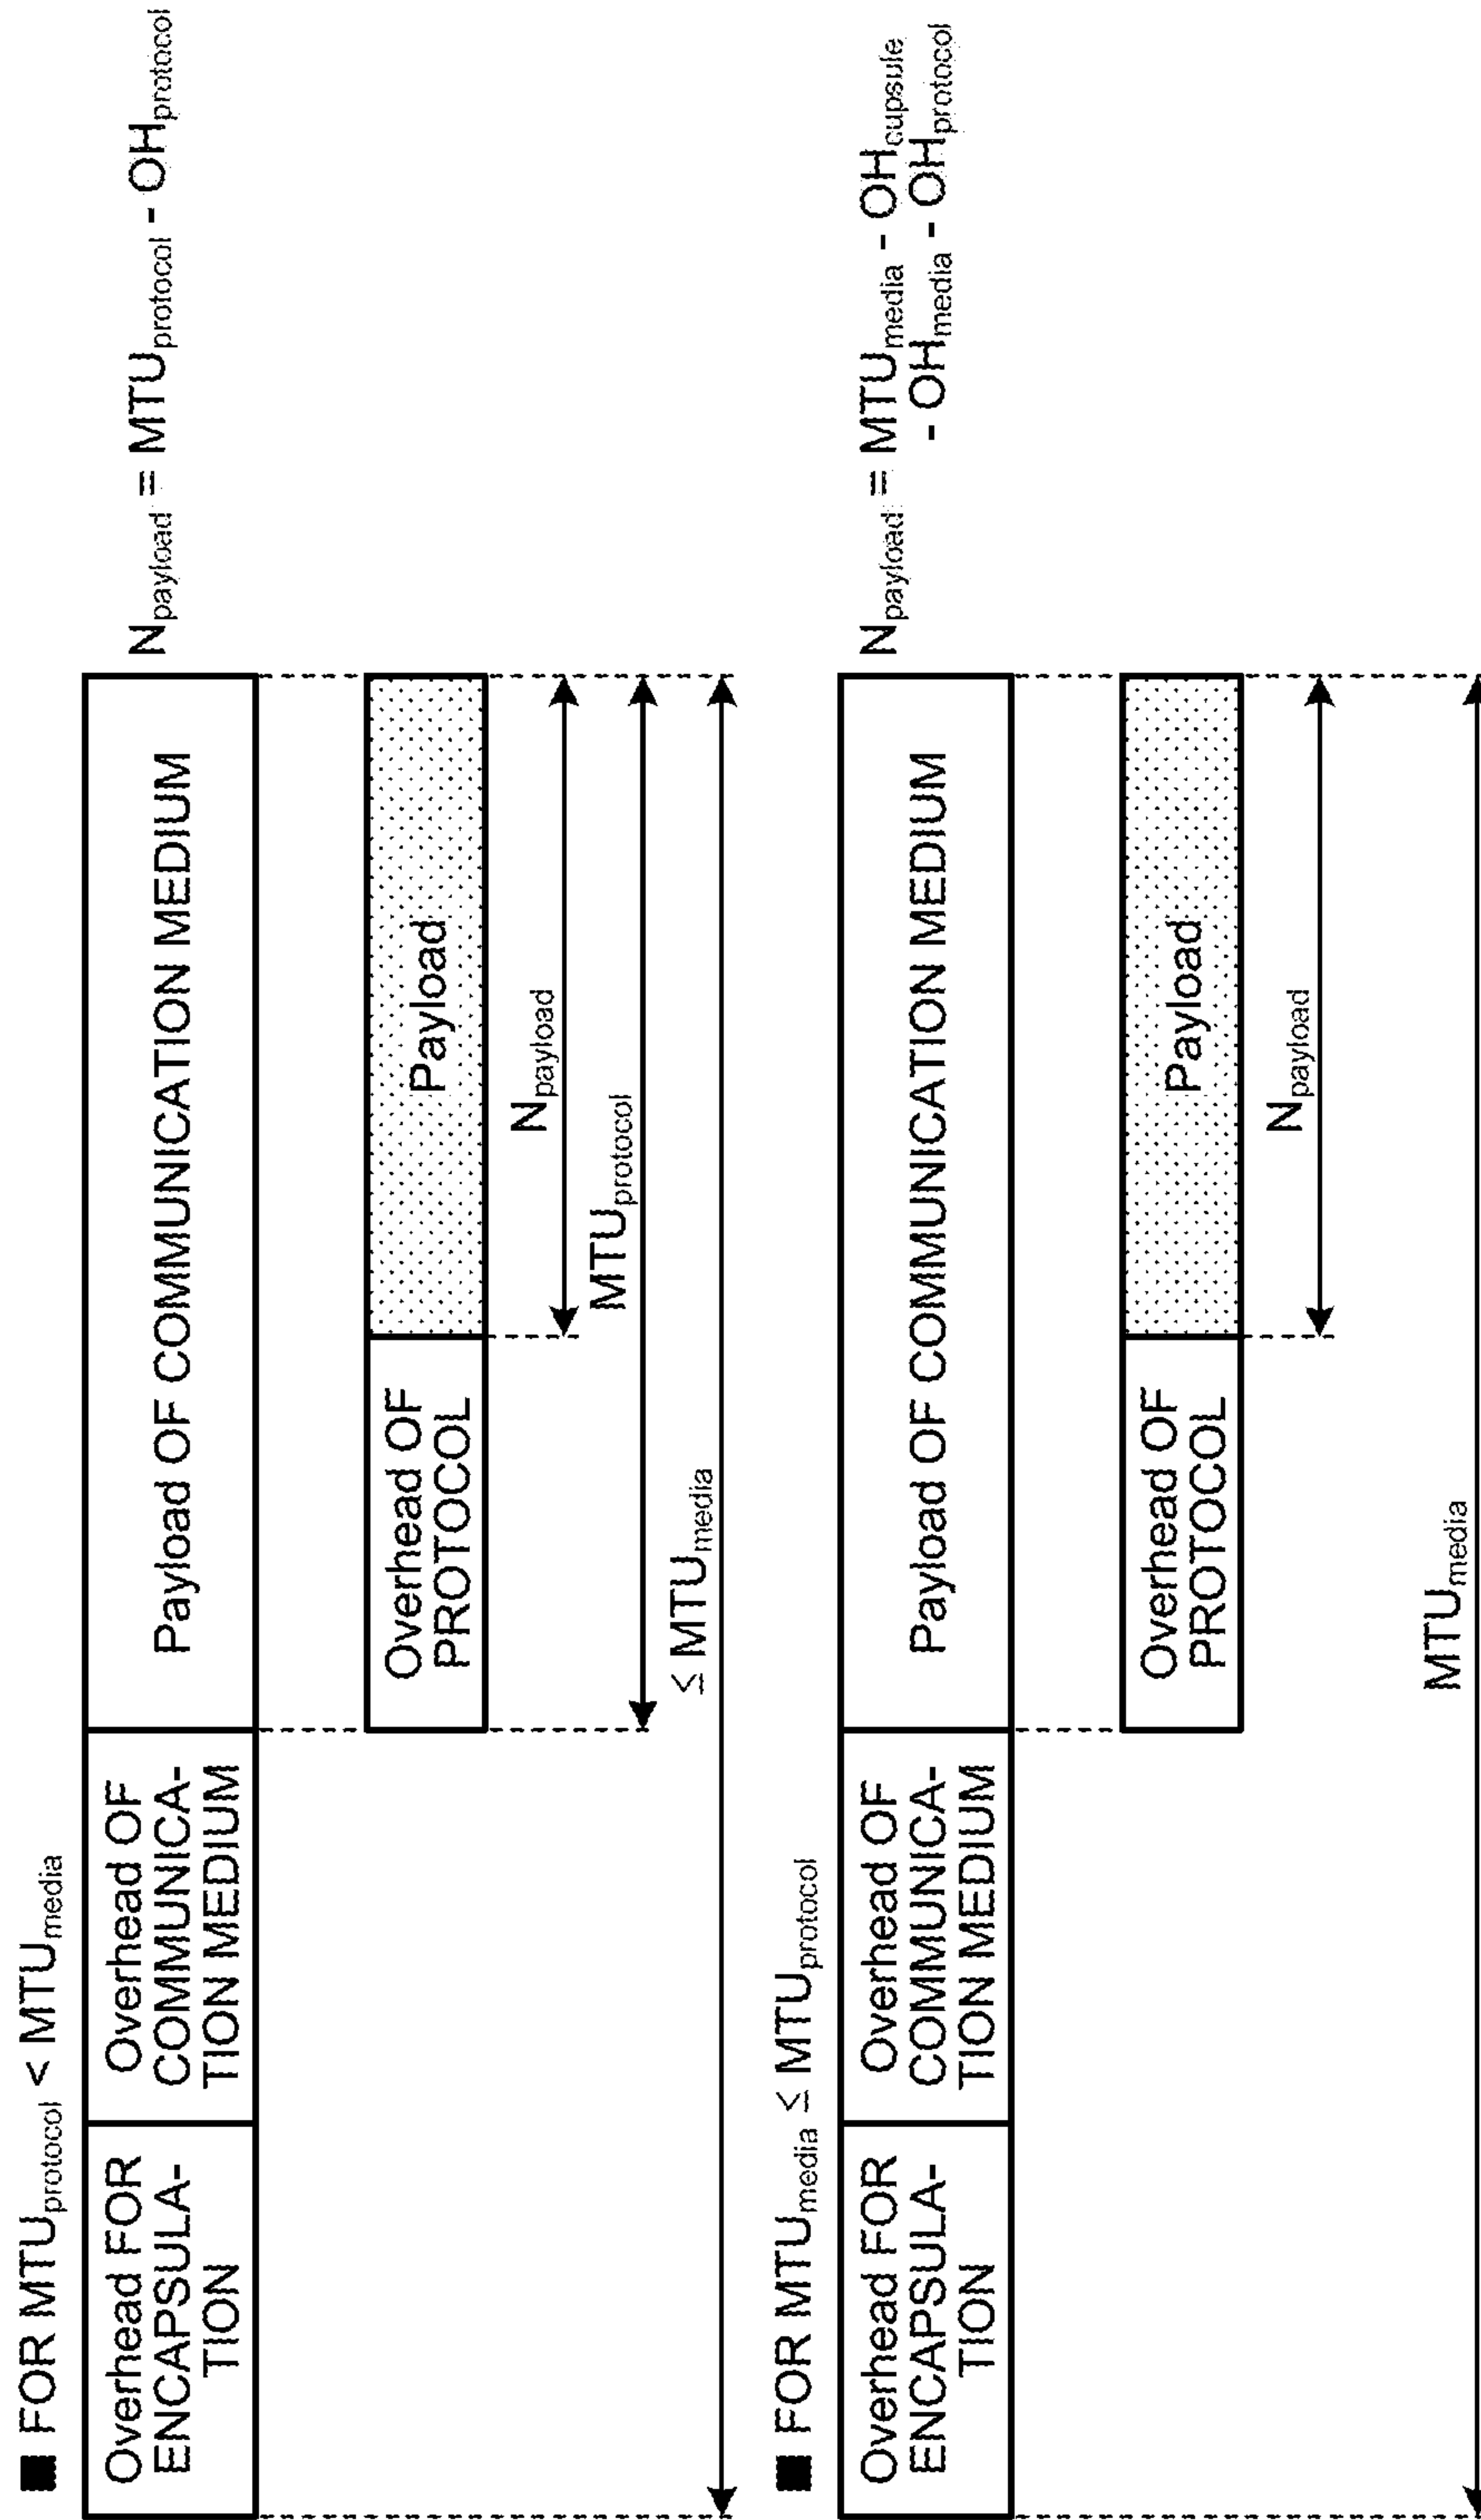 ■ FOR MTUprotocol < MTUmedia
Overhead FOR
ENCAPSULA-
TION
Overhead OF
COMMUNICA-
TION MEDIUM
Payload OF COMMUNICATION MEDIUM
Npayload = MTUprotocol - OHprotocol
Overhead OF
PROTOCOL
Payload
Npayload
MTUprotocol
≤ MTUmedia
■ FOR MTUmedia ≤ MTUprotocol
Overhead FOR
ENCAPSULA-
TION
Overhead OF
COMMUNICA-
TION MEDIUM
Payload OF COMMUNICATION MEDIUM
Npayload = MTUmedia - OHcupsule
- OHmedia - OHprotocol
Overhead OF
PROTOCOL
Payload
Npayload
MTUmedia